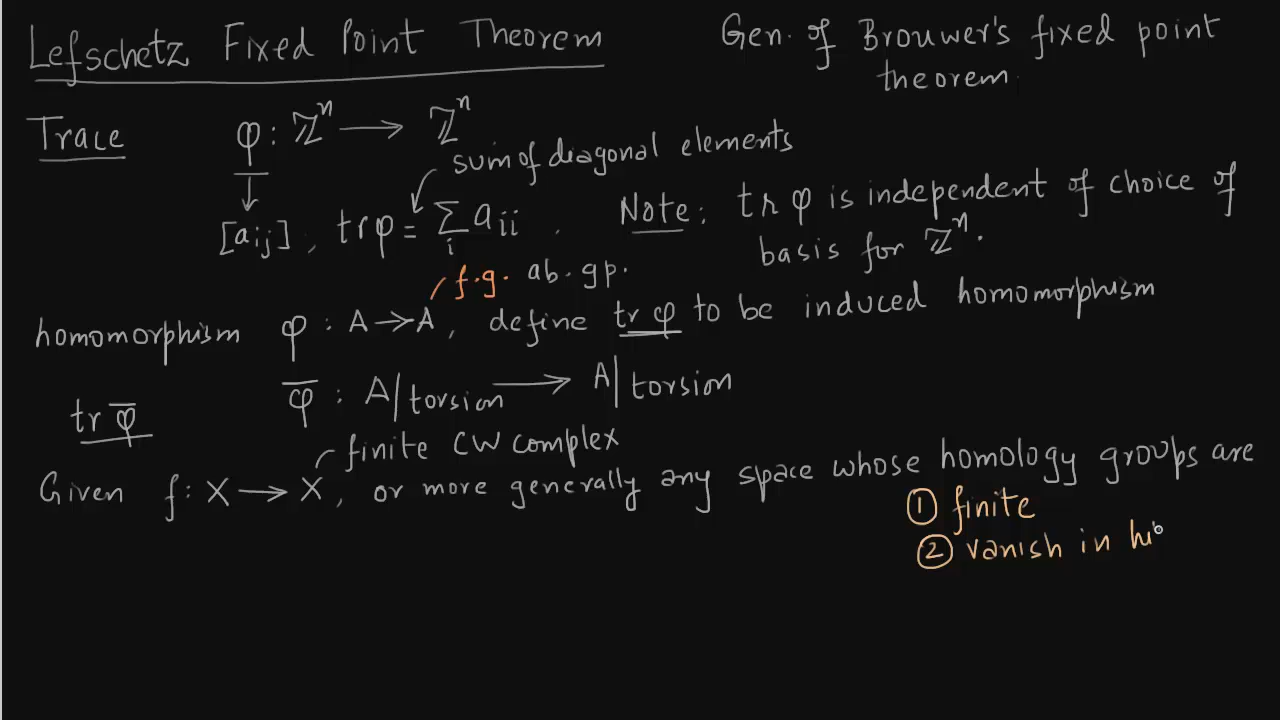 Lefschetz Fixed Point Theorem
Gen. of Brouwer's fixed point
theorem.
Trace φ : ℤⁿ ⟶ ℤⁿ
sum of diagonal elements
↓
[aᵢⱼ] , tr φ = ∑ᵢ aᵢᵢ .
Note: tr φ is independent of choice of
basis for ℤⁿ.
f.g. ab. gp.
homomorphism φ : A → A , define tr φ to be induced homomorphism
φ̅ : A/torsion ⟶ A/torsion
tr φ̅
finite CW complex
Given f: X ⟶ X , or more generally any space whose homology groups are
① finite
② vanish in